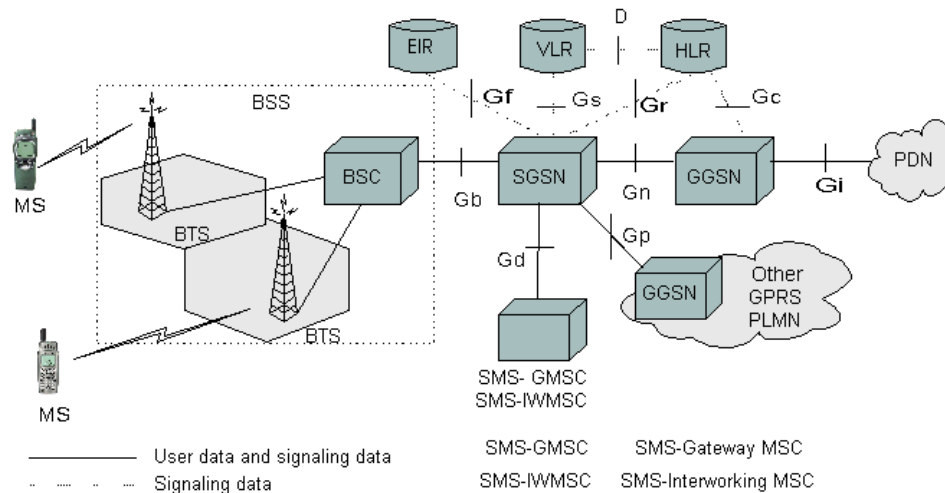 D
EIR
VLR
HLR
BSS
Gf
Gs
Gr
Gc
MS
BSC
SGSN
GGSN
PDN
Gb
Gn
Gi
BTS
Gd
Gp
GGSN
Other
GPRS
PLMN
BTS
MS
SMS- GMSC
SMS-IWMSC
User data and signaling data
Signaling data
SMS-GMSC SMS-Gateway MSC
SMS-IWMSC SMS-Interworking MSC